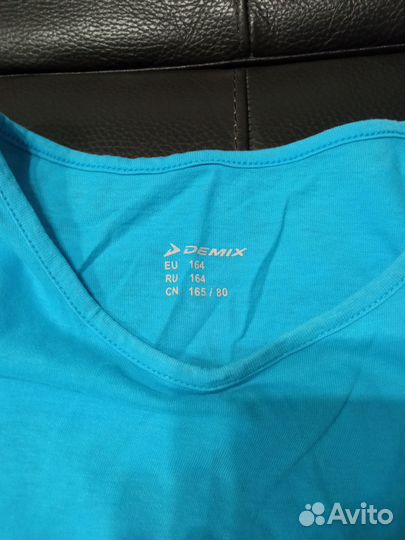 DEMIX
EU 164
RU 164
CN 165 / 80
Avito